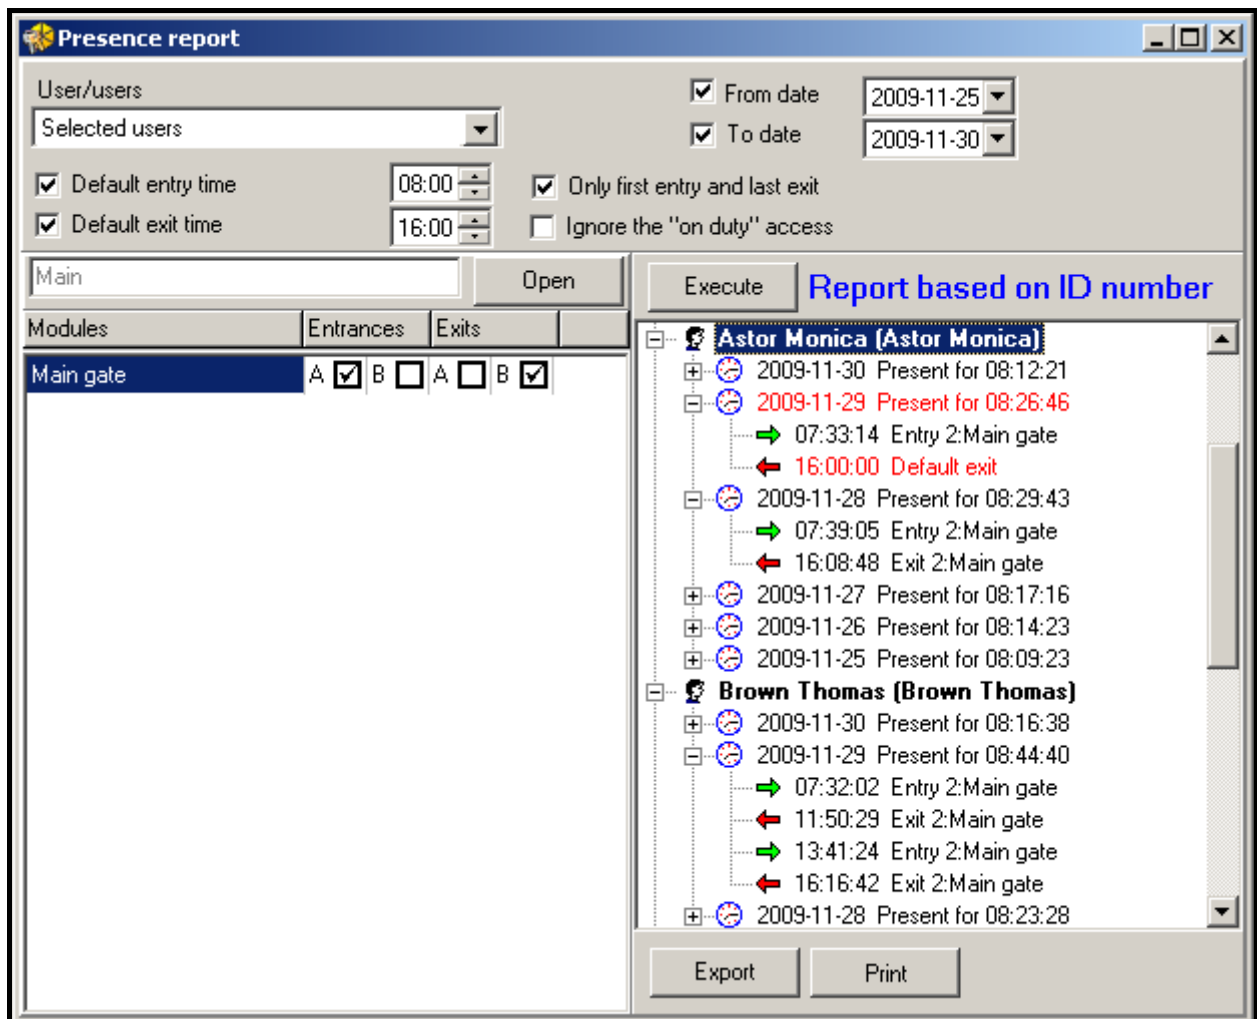 Presence report
User/users
Selected users
From date 2009-11-25
To date 2009-11-30
Default entry time 08:00
Default exit time 16:00
Only first entry and last exit
Ignore the "on duty" access
Main Open
Modules Entrances Exits
Main gate A B A B
Execute Report based on ID number
Astor Monica (Astor Monica)
2009-11-30 Present for 08:12:21
2009-11-29 Present for 08:26:46
07:33:14 Entry 2:Main gate
16:00:00 Default exit
2009-11-28 Present for 08:29:43
07:39:05 Entry 2:Main gate
16:08:48 Exit 2:Main gate
2009-11-27 Present for 08:17:16
2009-11-26 Present for 08:14:23
2009-11-25 Present for 08:09:23
Brown Thomas (Brown Thomas)
2009-11-30 Present for 08:16:38
2009-11-29 Present for 08:44:40
07:32:02 Entry 2:Main gate
11:50:29 Exit 2:Main gate
13:41:24 Entry 2:Main gate
16:16:42 Exit 2:Main gate
2009-11-28 Present for 08:23:28
Export Print